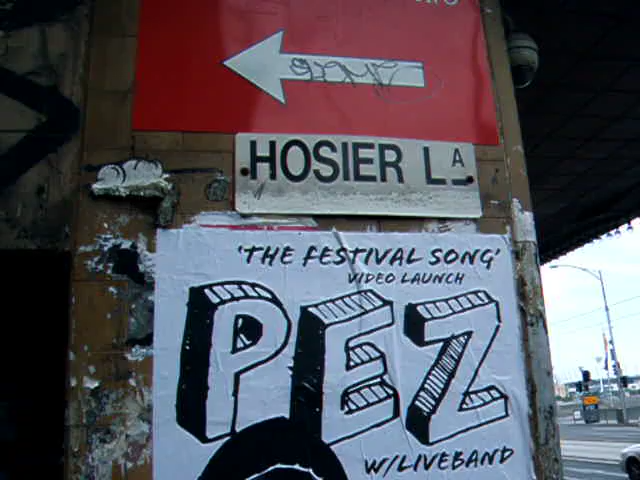 HOSIER LA
'THE FESTIVAL SONG'
VIDEO LAUNCH
PEZ
W/LIVEBAND